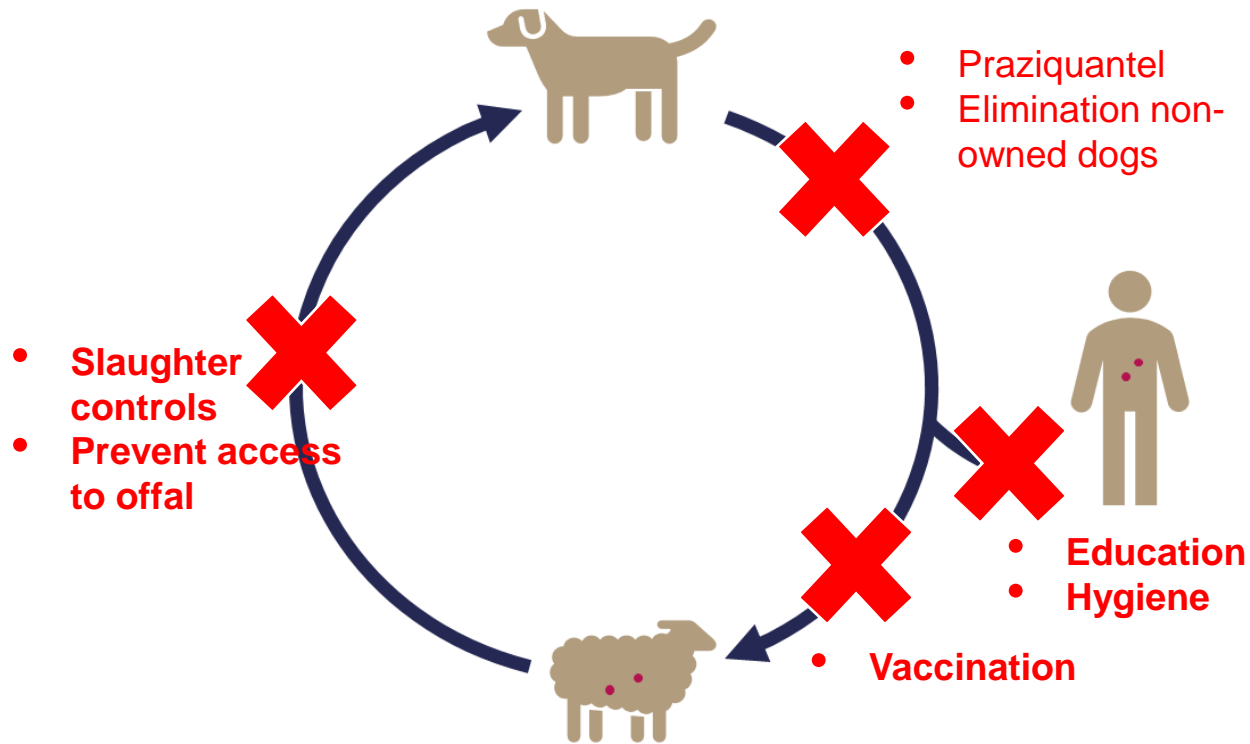 • Praziquantel
• Elimination non-
owned dogs
• Slaughter
controls
• Prevent access
to offal
• Education
• Hygiene
• Vaccination